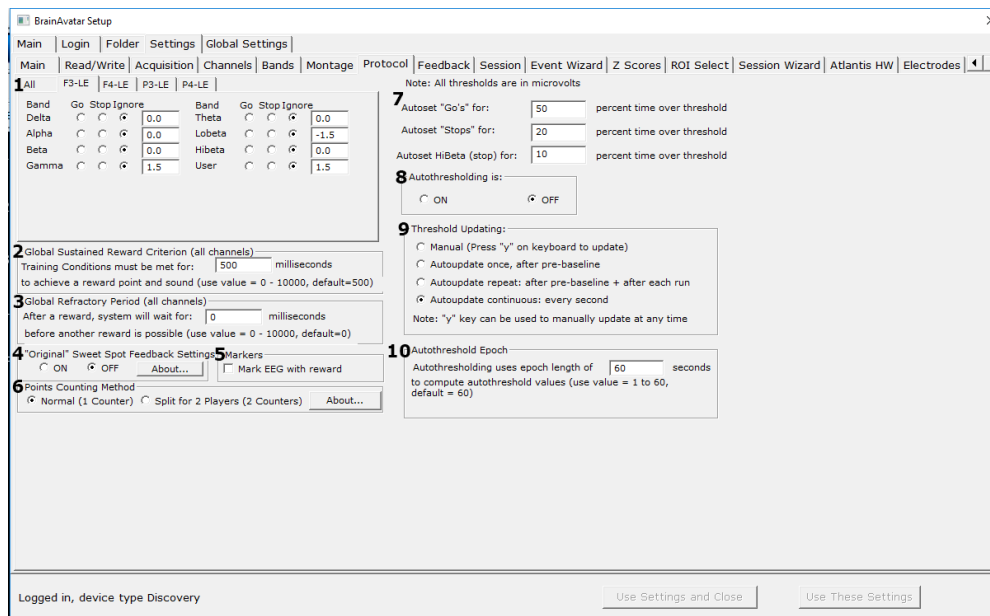 BrainAvatar Setup
Main Login Folder Settings Global Settings
Main Read/Write Acquisition Channels Bands Montage Protocol Feedback Session Event Wizard Z Scores ROI Select Session Wizard Atlantis HW Electrodes
1 All F3-LE F4-LE P3-LE P4-LE
Band Go Stop Ignore Band Go Stop Ignore
Delta 0.0 Theta 0.0
Alpha 0.0 Lobeta -1.5
Beta 0.0 Hibeta 0.0
Gamma 1.5 User 1.5
2 Global Sustained Reward Criterion (all channels)
Training Conditions must be met for: 500 milliseconds
to achieve a reward point and sound (use value = 0 - 10000, default=500)
3 Global Refractory Period (all channels)
After a reward, system will wait for: 0 milliseconds
before another reward is possible (use value = 0 - 10000, default=0)
4 "Original" Sweet Spot Feedback Settings
ON OFF About...
5 Markers
Mark EEG with reward
6 Points Counting Method
Normal (1 Counter) Split for 2 Players (2 Counters) About...
Note: All thresholds are in microvolts
7 Autoset "Go's" for: 50 percent time over threshold
Autoset "Stops" for: 20 percent time over threshold
Autoset HiBeta (stop) for: 10 percent time over threshold
8 Autothresholding is:
ON OFF
9 Threshold Updating:
Manual (Press "y" on keyboard to update)
Autoupdate once, after pre-baseline
Autoupdate repeat: after pre-baseline + after each run
Autoupdate continuous: every second
Note: "y" key can be used to manually update at any time
10 Autothreshold Epoch
Autothresholding uses epoch length of 60 seconds
to compute autothreshold values (use value = 1 to 60,
default = 60)
Logged in, device type Discovery
Use Settings and Close Use These Settings